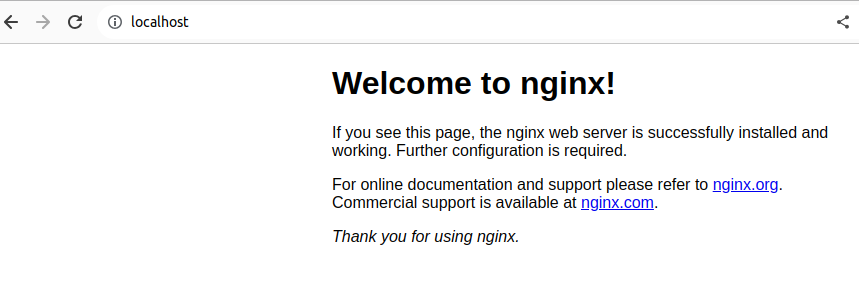 localhost
Welcome to nginx!
If you see this page, the nginx web server is successfully installed and
working. Further configuration is required.
For online documentation and support please refer to nginx.org.
Commercial support is available at nginx.com.
Thank you for using nginx.